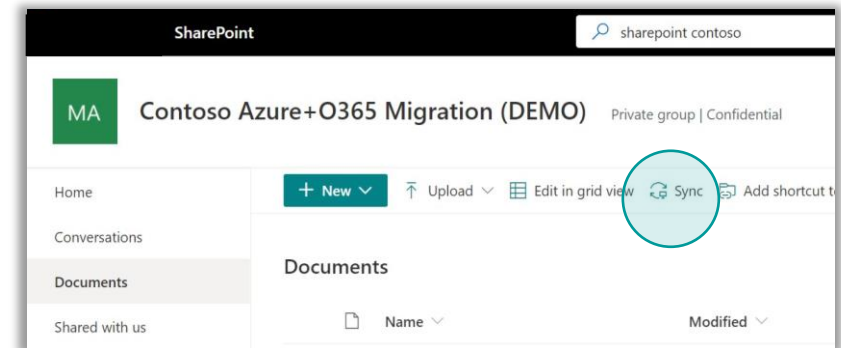 SharePoint
sharepoint contoso
MA
Contoso Azure+O365 Migration (DEMO)
Private group | Confidential
Home
Conversations
Documents
Shared with us
+ New
Upload
Edit in grid view
Sync
Add shortcut t
Documents
Name
Modified